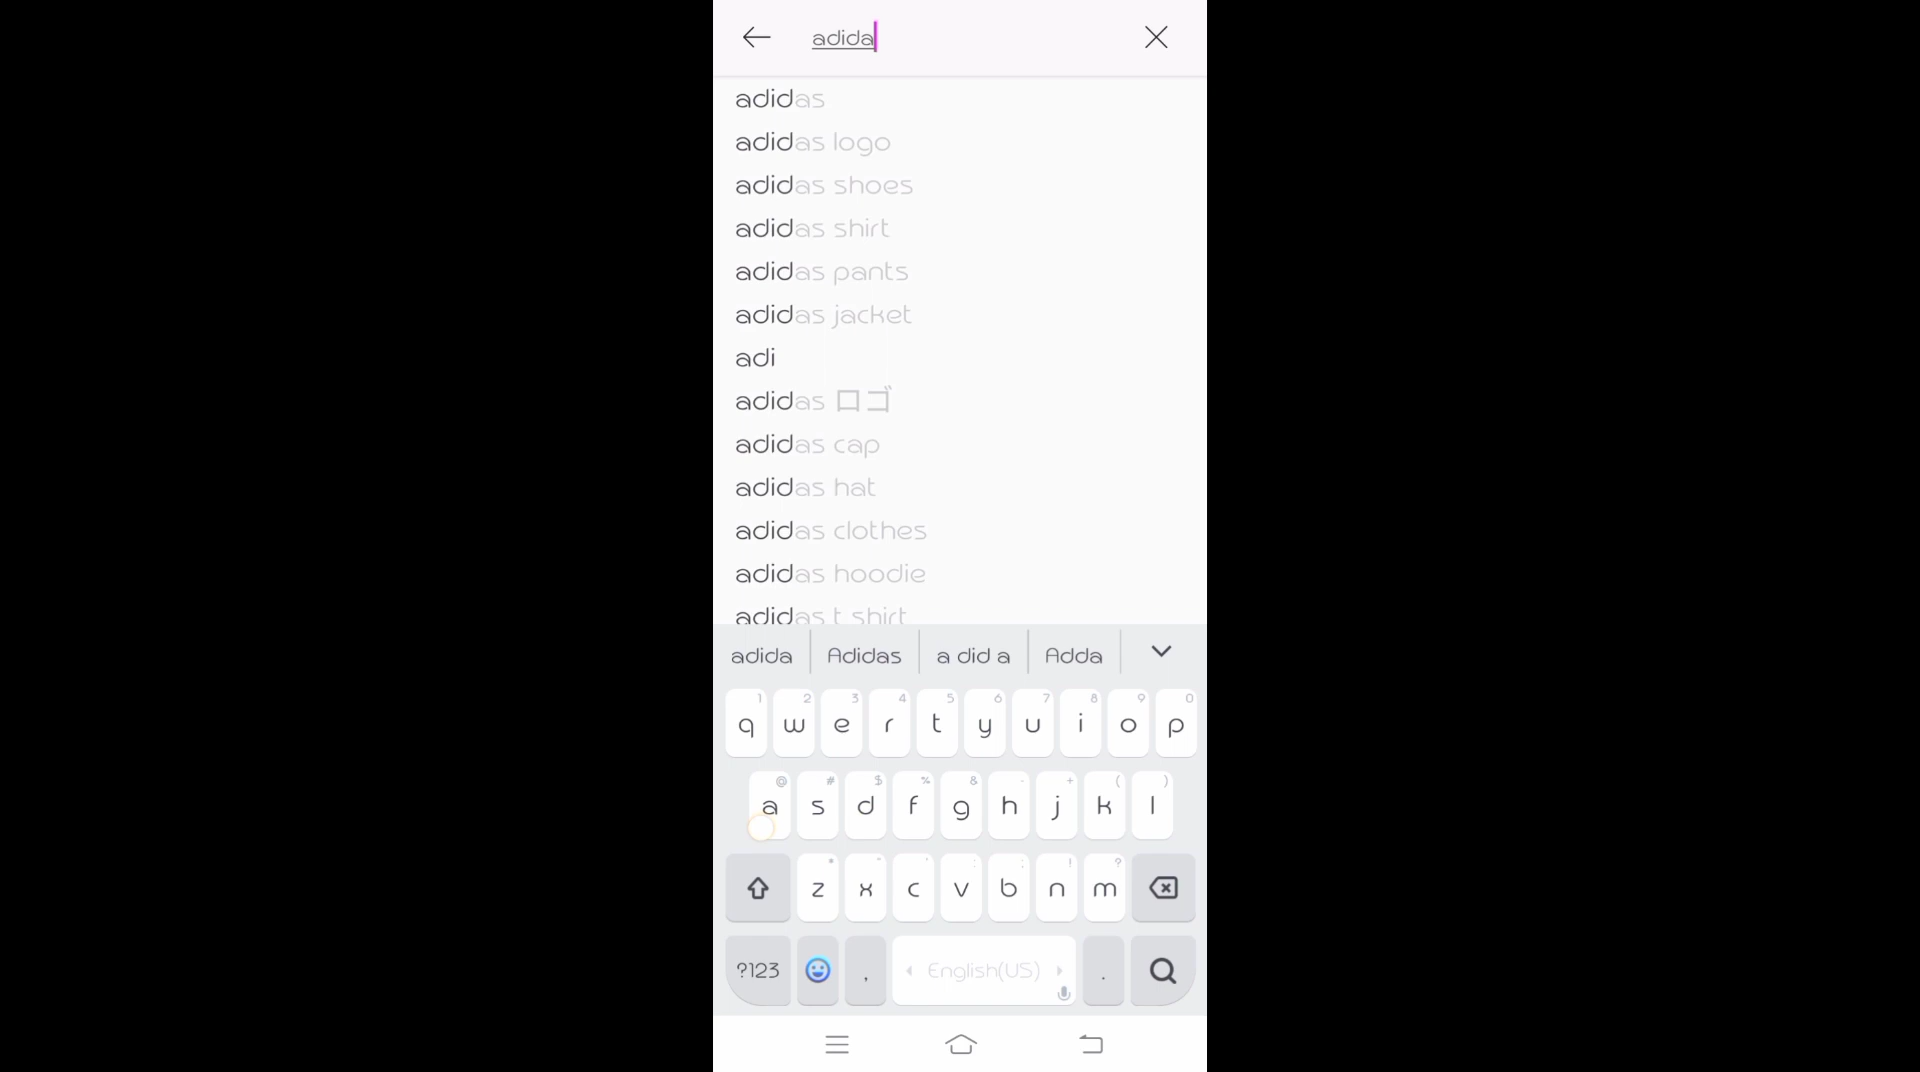 adida
adidas
adidas logo
adidas shoes
adidas shirt
adidas pants
adidas jacket
adi
adidas ロゴ
adidas cap
adidas hat
adidas clothes
adidas hoodie
adidas t shirt
adida Adidas a did a Adda
1 2 3 4 5 6 7 8 9 0
q w e r t y u i o p
@ # $ % & - + ( )
a s d f g h j k l
* " ' : ; ! ?
z x c v b n m
?123 , English(US) .